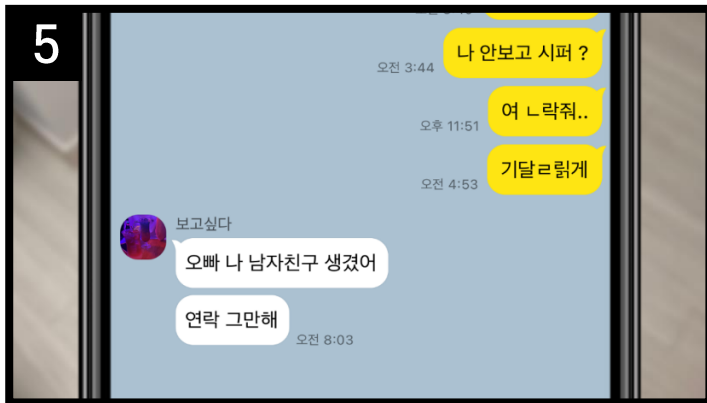 5
나 안보고 시퍼 ?
오전 3:44
여 ㄴ락줘..
오후 11:51
기달ㄹ릵게
오전 4:53
보고싶다
오빠 나 남자친구 생겼어
연락 그만해
오전 8:03